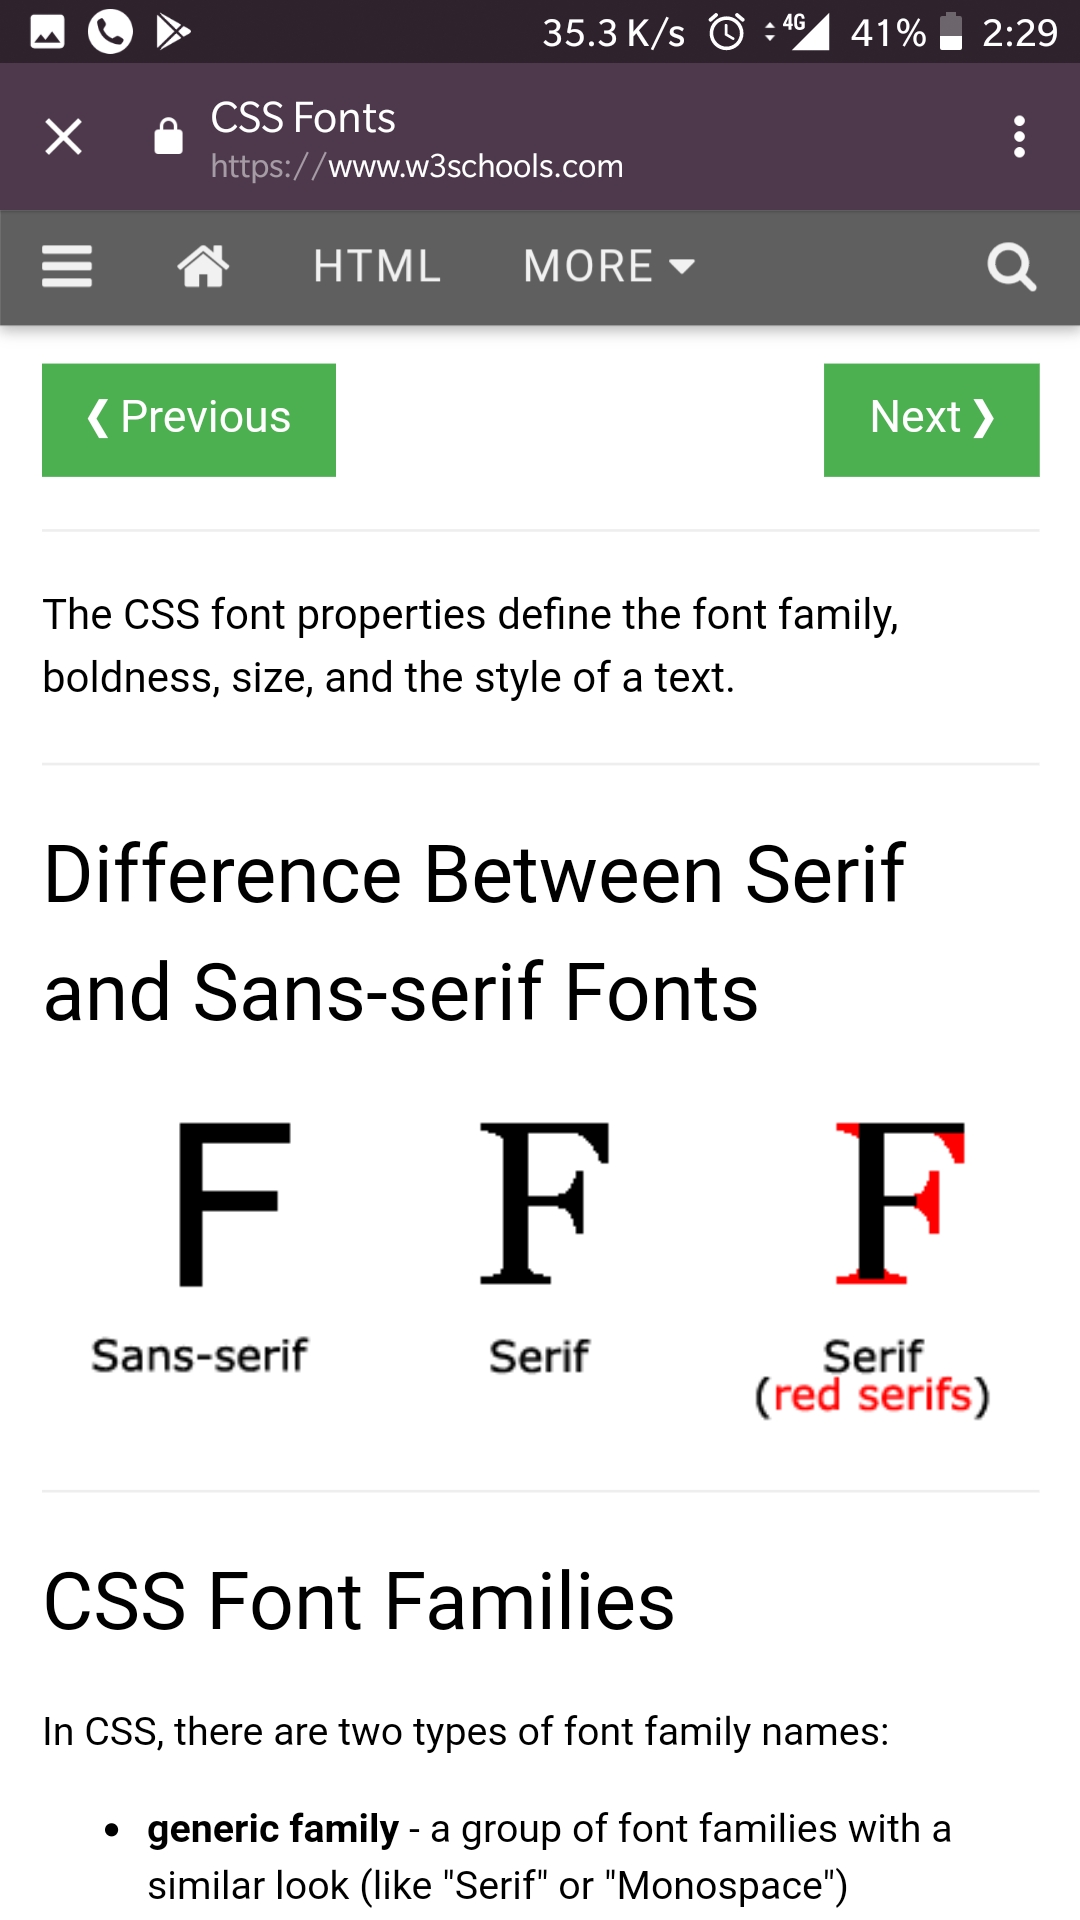 35.3 K/s 4G 41% 2:29
CSS Fonts
https://www.w3schools.com
HTML MORE
❮ Previous Next ❯
The CSS font properties define the font family,
boldness, size, and the style of a text.
Difference Between Serif
and Sans-serif Fonts
F F F
Sans-serif Serif Serif
(red serifs)
CSS Font Families
In CSS, there are two types of font family names:
• generic family - a group of font families with a
similar look (like "Serif" or "Monospace")